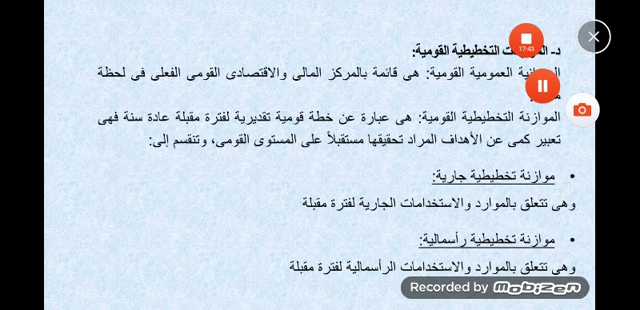 د- التخطيطية القومية:
العمومية القومية: هى قائمة بالمركز المالى والاقتصادى القومى الفعلى فى لحظة
الموازنة التخطيطية القومية: هى عبارة عن خطة قومية تقديرية لفترة مقبلة عادة سنة فهى
تعبير كمى عن الأهداف المراد تحقيقها مستقبلاً على المستوى القومى، وتنقسم إلى:
• موازنة تخطيطية جارية:
وهى تتعلق بالموارد والاستخدامات الجارية لفترة مقبلة
• موازنة تخطيطية رأسمالية:
وهى تتعلق بالموارد والاستخدامات الرأسمالية لفترة مقبلة
17:43
Recorded by mobizen